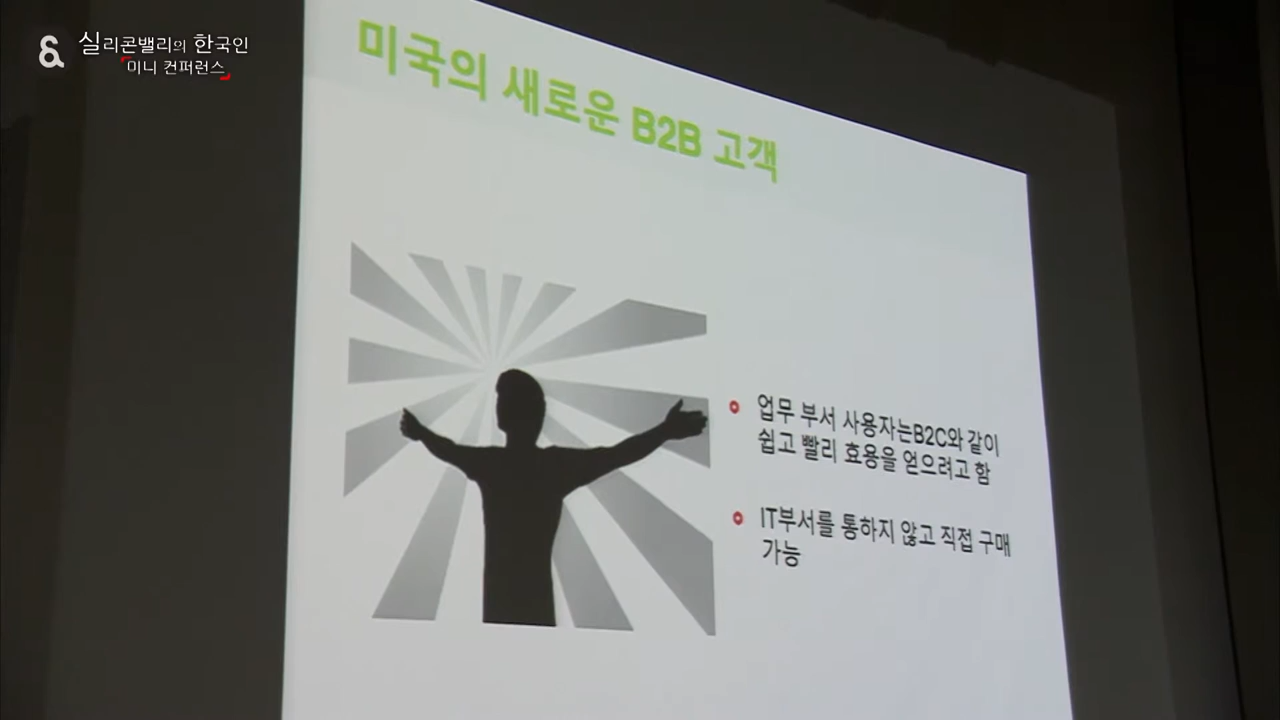 실리콘밸리의 한국인
미니 컨퍼런스
미국의 새로운 B2B 고객
업무 부서 사용자는B2C와 같이
쉽고 빨리 효용을 얻으려고 함
IT부서를 통하지 않고 직접 구매
가능